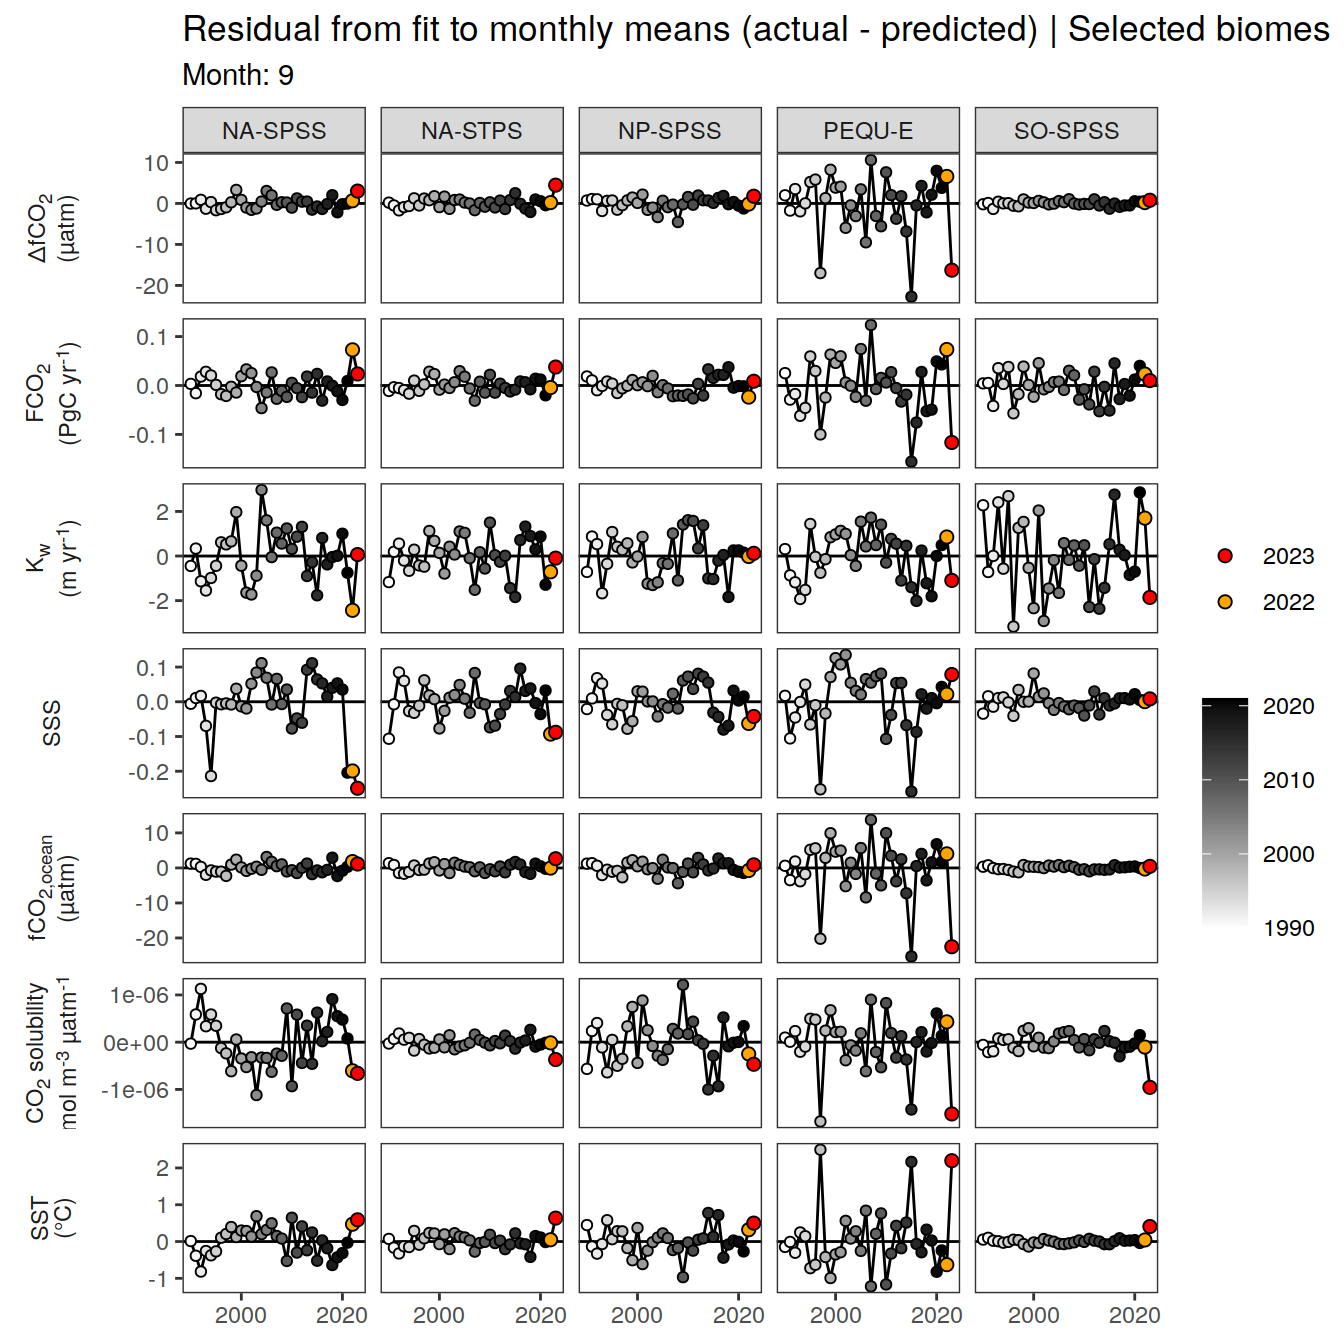 Residual from fit to monthly means (actual - predicted) | Selected biomes
Month: 9
NA-SPSS NA-STPS NP-SPSS PEQU-E SO-SPSS
ΔfCO2
(µatm)
10
0
-10
-20
FCO2
(PgC yr-1)
0.1
0.0
-0.1
Kw
(m yr-1)
2
0
-2
SSS
0.1
0.0
-0.1
-0.2
fCO2,ocean
(µatm)
10
0
-10
-20
CO2 solubility
mol m-3 µatm-1
1e-06
0e+00
-1e-06
SST
(°C)
2
1
0
-1
2000 2020 2000 2020 2000 2020 2000 2020 2000 2020
2023
2022
2020
2010
2000
1990